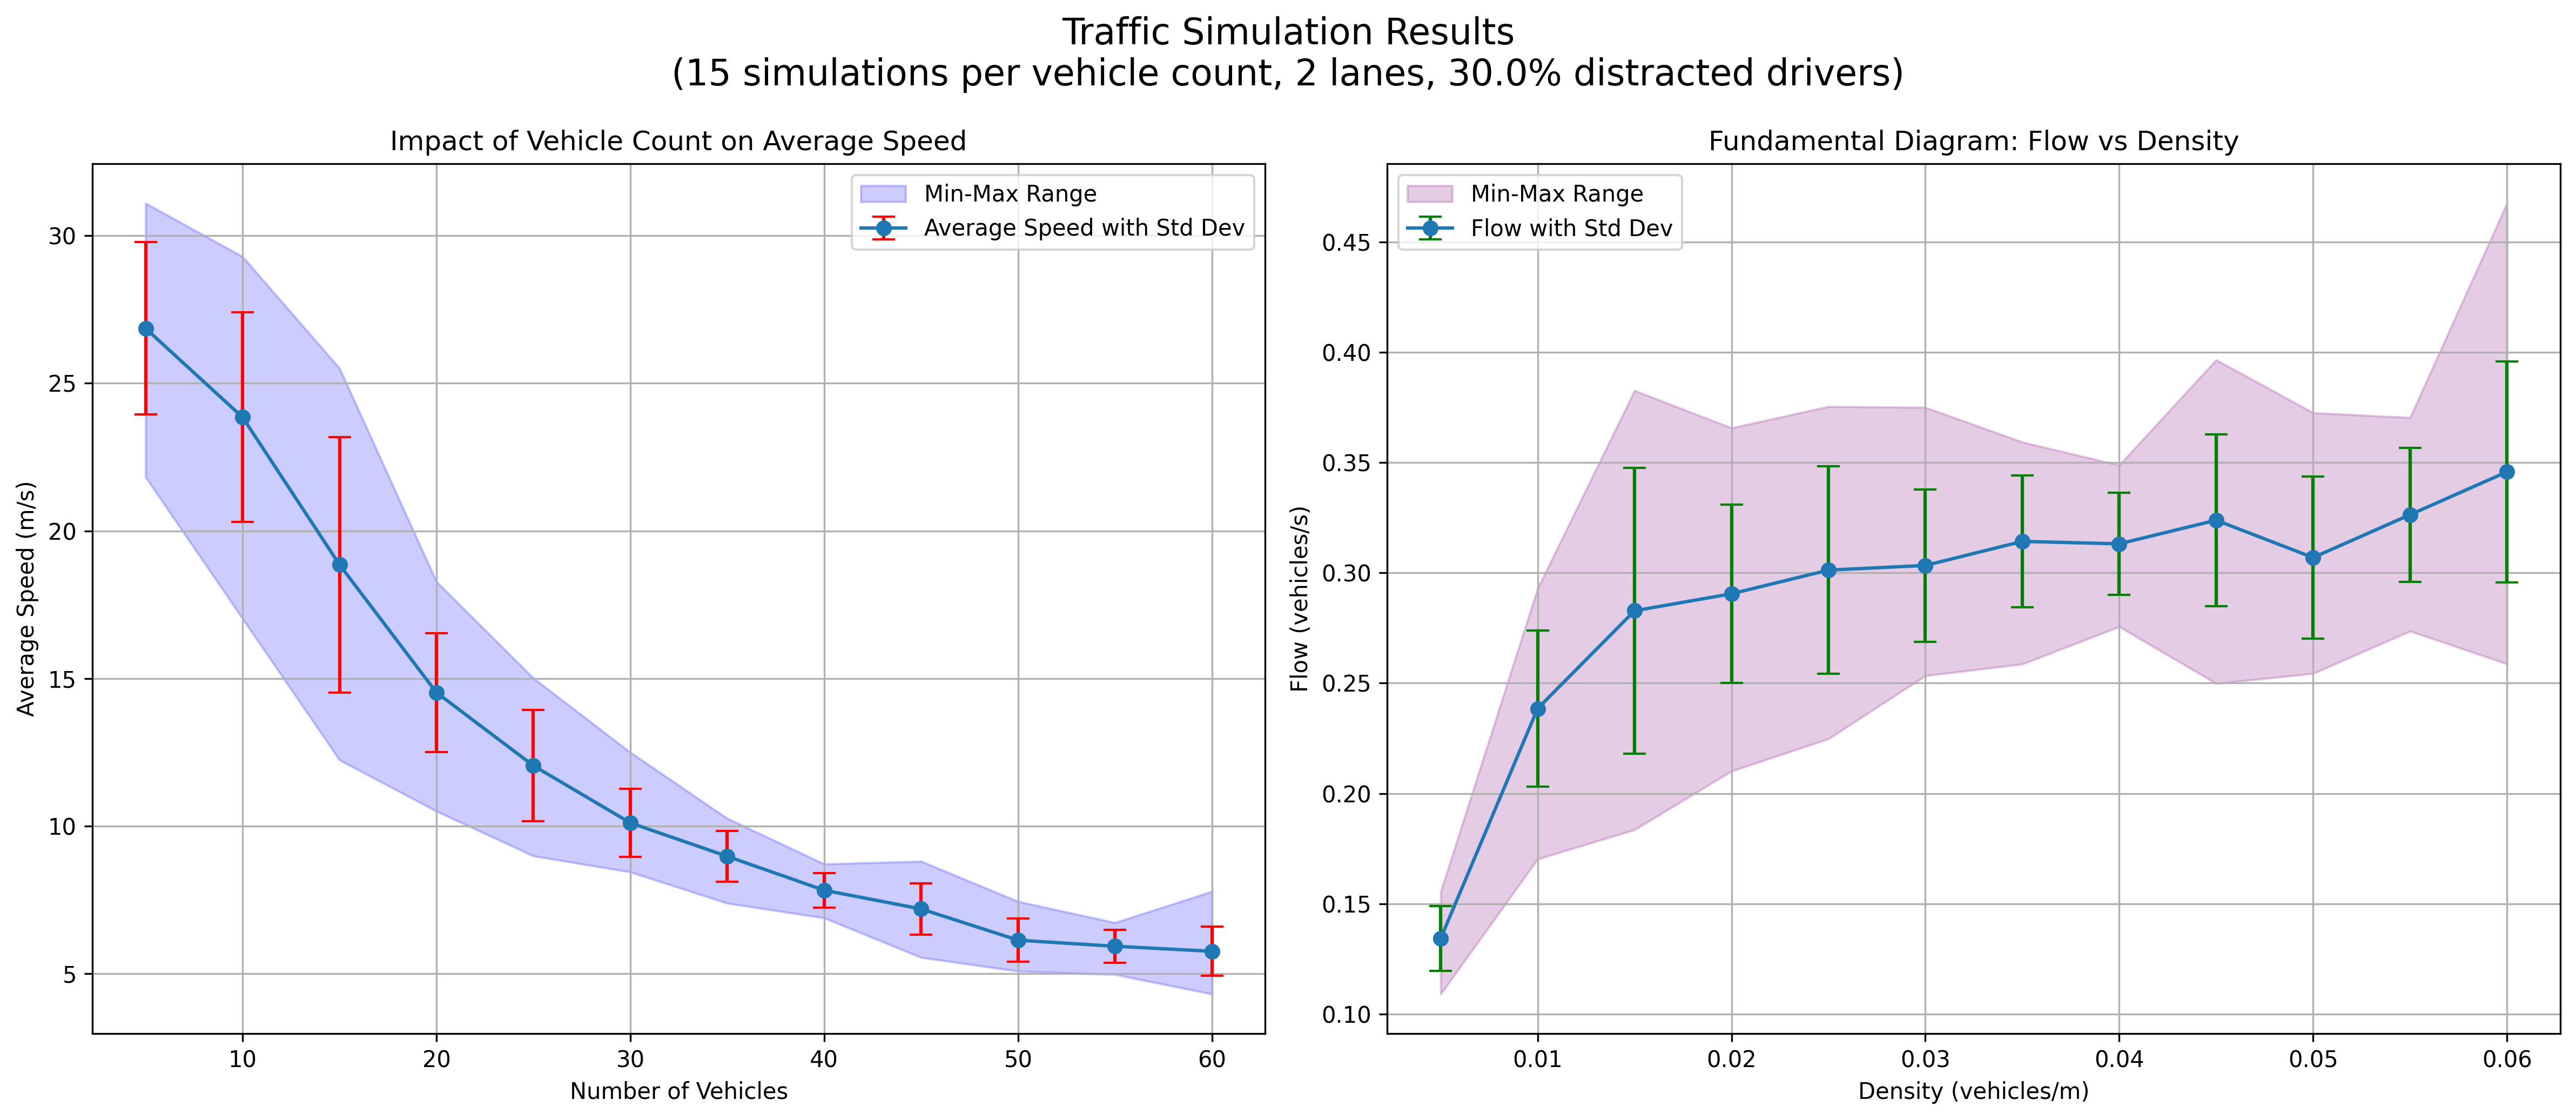 Traffic Simulation Results
(15 simulations per vehicle count, 2 lanes, 30.0% distracted drivers)
Impact of Vehicle Count on Average Speed
Min-Max Range
Average Speed with Std Dev
30
25
20
15
10
5
Average Speed (m/s)
10
20
30
40
50
60
Number of Vehicles
Fundamental Diagram: Flow vs Density
Min-Max Range
Flow with Std Dev
0.45
0.40
0.35
0.30
0.25
0.20
0.15
0.10
Flow (vehicles/s)
0.01
0.02
0.03
0.04
0.05
0.06
Density (vehicles/m)